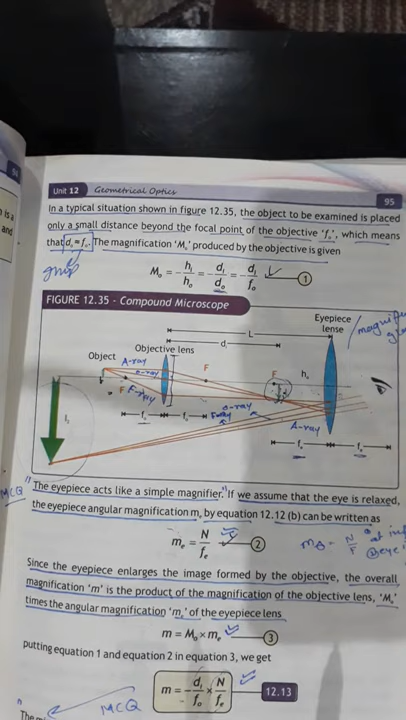 Unit 12 Geometrical Optics 95
In a typical situation shown in figure 12.35, the object to be examined is placed
only a small distance beyond the focal point of the objective 'fₒ', which means
that dₒ ≈ fₒ. The magnification 'Mₒ' produced by the objective is given
Mₒ = - hᵢ/hₒ = - dᵢ/dₒ = - dᵢ/fₒ ①
FIGURE 12.35 - Compound Microscope
Eyepiece
lense
L
dᵢ
Objective lens
Object
A-ray
F
F
hₒ
F
F-ray
A-ray
fₒ
fₒ
fₑ
fₑ
MCQ
"The eyepiece acts like a simple magnifier." If we assume that the eye is relaxed,
the eyepiece angular magnification mₑ by equation 12.12 (b) can be written as
mₑ = N/fₑ ②
Since the eyepiece enlarges the image formed by the objective, the overall
magnification 'm' is the product of the magnification of the objective lens, 'Mₒ'
times the angular magnification 'mₑ' of the eyepiece lens
m = Mₒ × mₑ ③
putting equation 1 and equation 2 in equation 3, we get
m = - dᵢ/fₒ × N/fₑ 12.13
MCQ